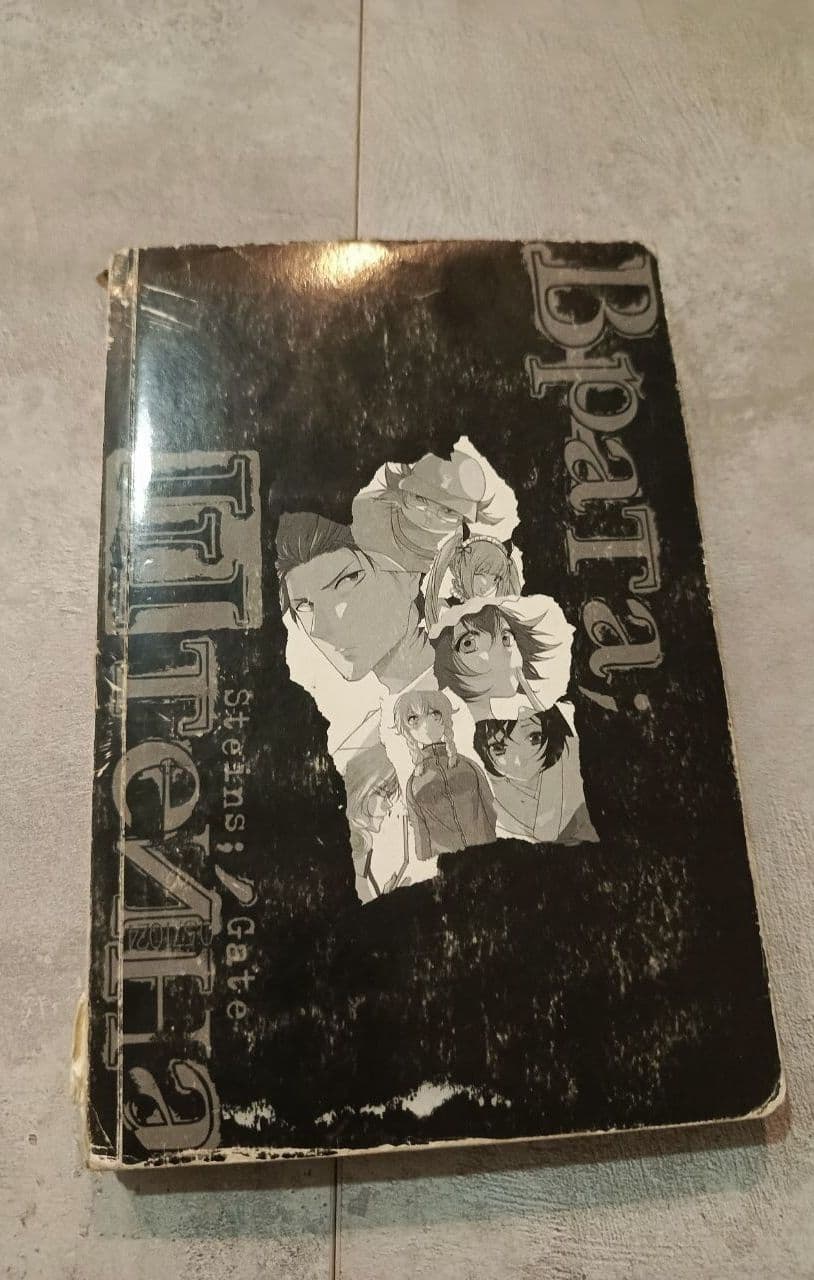 Врата;
Steins;Gate
Штейна